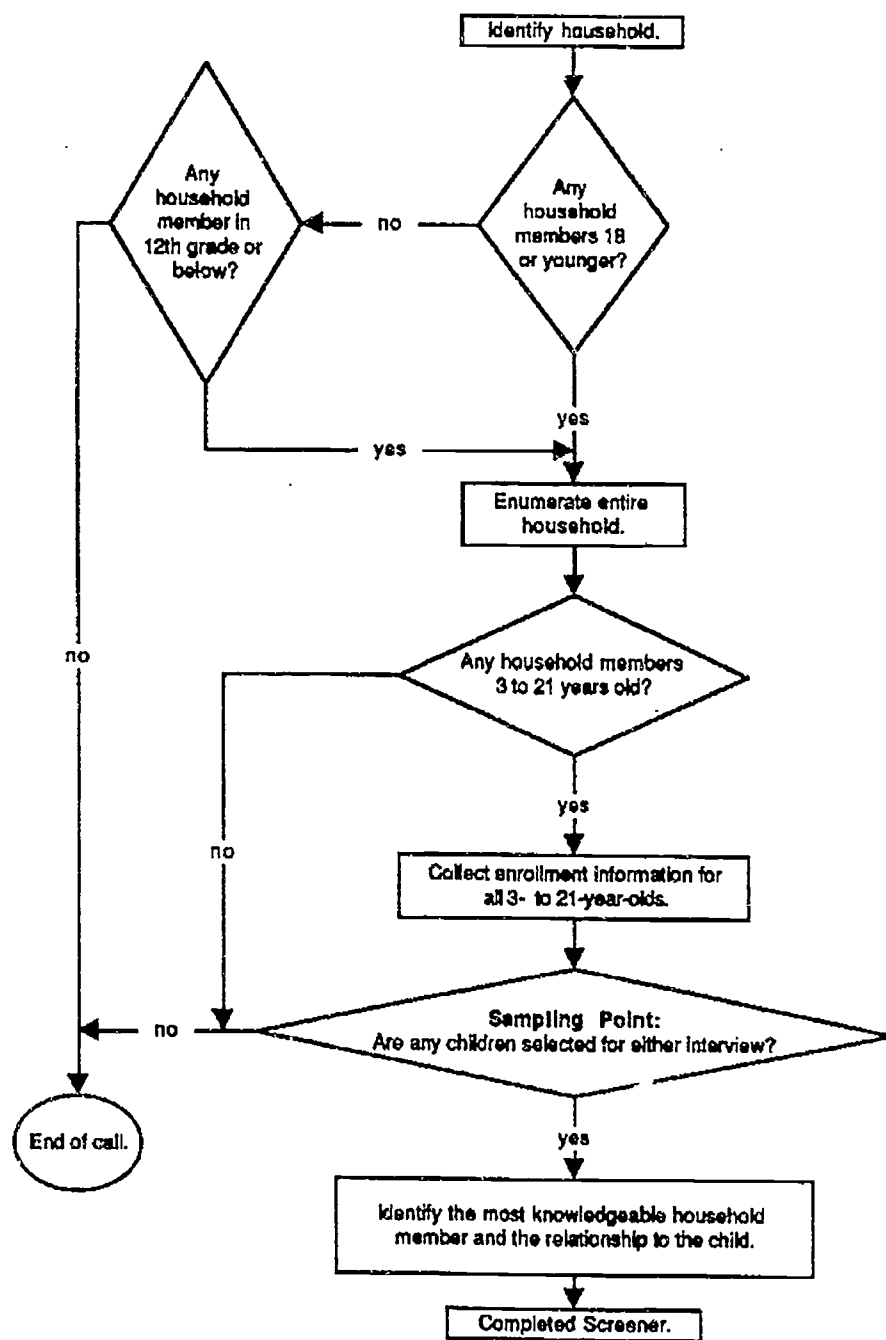 Identify household.
Any
household
members 18
or younger?
no
Any
household
member in
12th grade or
below?
yes
yes
Enumerate entire
household.
no
Any household members
3 to 21 years old?
yes
no
Collect enrollment information for
all 3- to 21-year-olds.
Sampling Point:
Are any children selected for either interview?
no
End of call.
yes
Identify the most knowledgeable household
member and the relationship to the child.
Completed Screener.